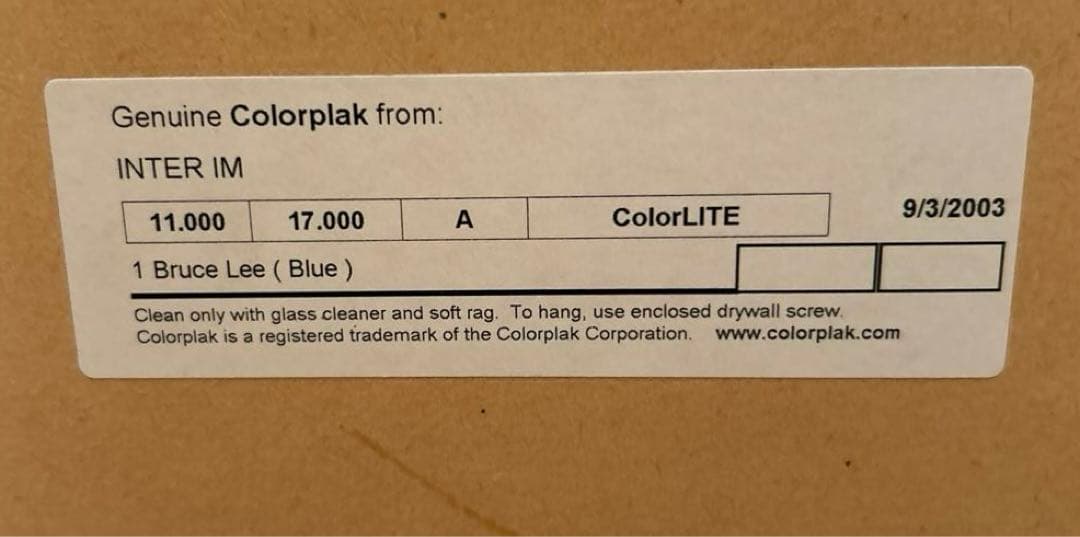 Genuine Colorplak from:
INTER IM
11.000 17.000 A ColorLITE 9/3/2003
1 Bruce Lee ( Blue )
Clean only with glass cleaner and soft rag. To hang, use enclosed drywall screw.
Colorplak is a registered trademark of the Colorplak Corporation. www.colorplak.com